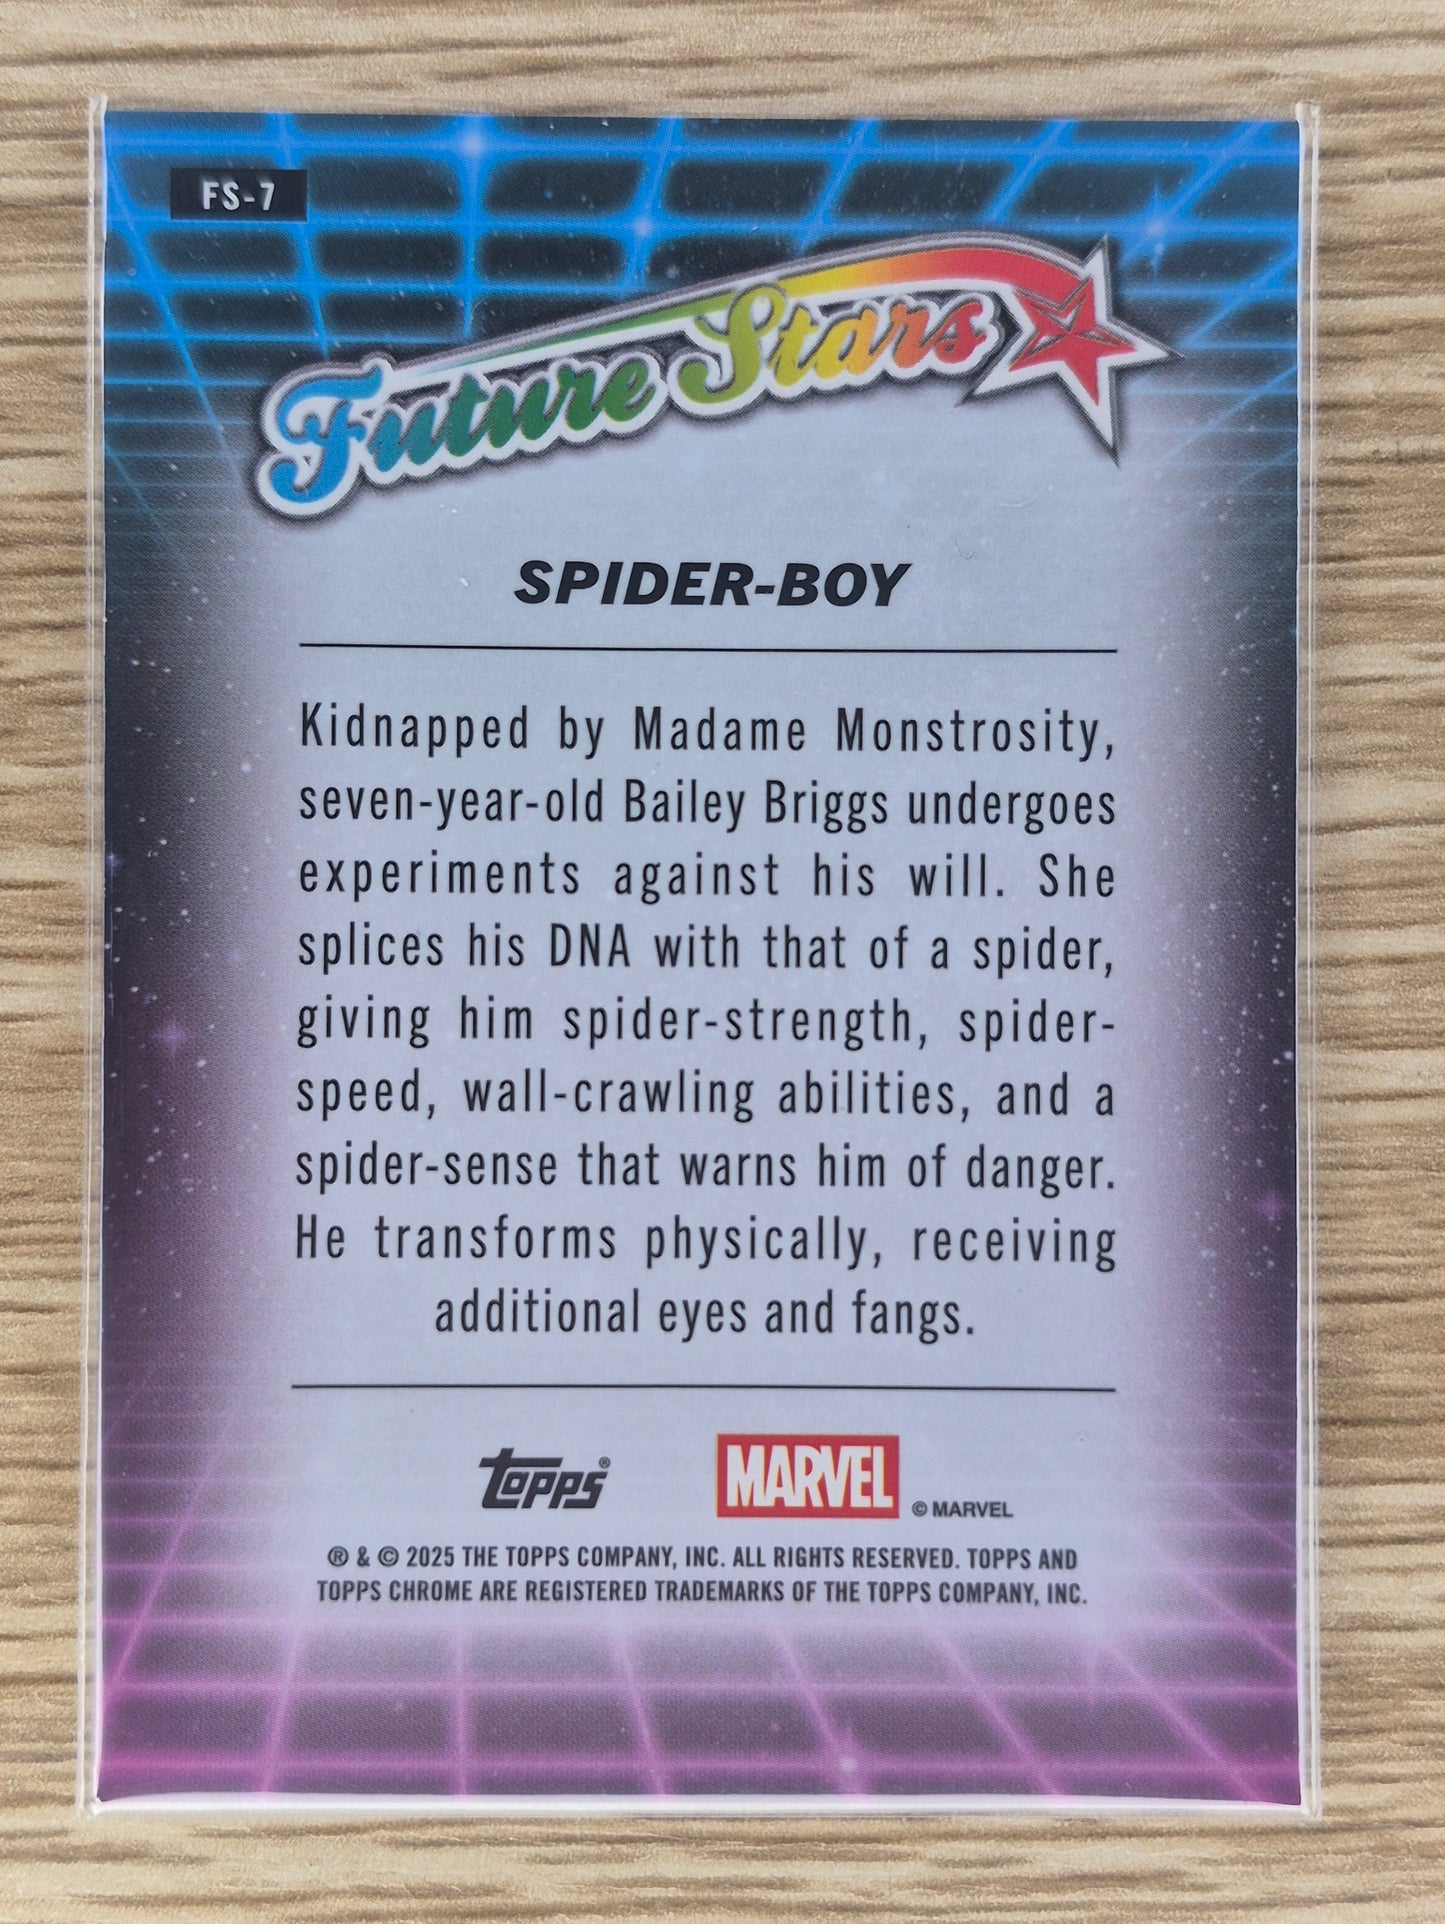 FS-7
Future Stars
SPIDER-BOY
Kidnapped by Madame Monstrosity,
seven-year-old Bailey Briggs undergoes
experiments against his will. She
splices his DNA with that of a spider,
giving him spider-strength, spider-
speed, wall-crawling abilities, and a
spider-sense that warns him of danger.
He transforms physically, receiving
additional eyes and fangs.
topps®
MARVEL © MARVEL
® & © 2025 THE TOPPS COMPANY, INC. ALL RIGHTS RESERVED. TOPPS AND
TOPPS CHROME ARE REGISTERED TRADEMARKS OF THE TOPPS COMPANY, INC.